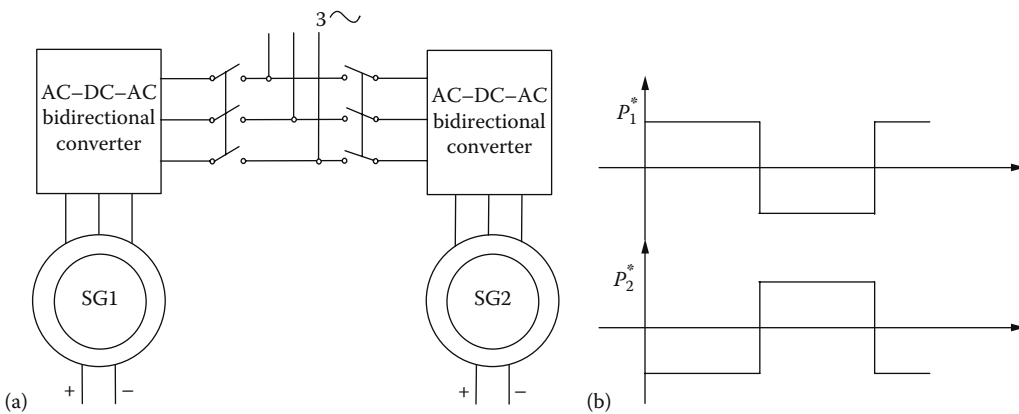 3
AC–DC–AC
bidirectional
converter
AC–DC–AC
bidirectional
converter
SG1
SG2
+ –
+ –
(a)
P₁*
P₂*
(b)